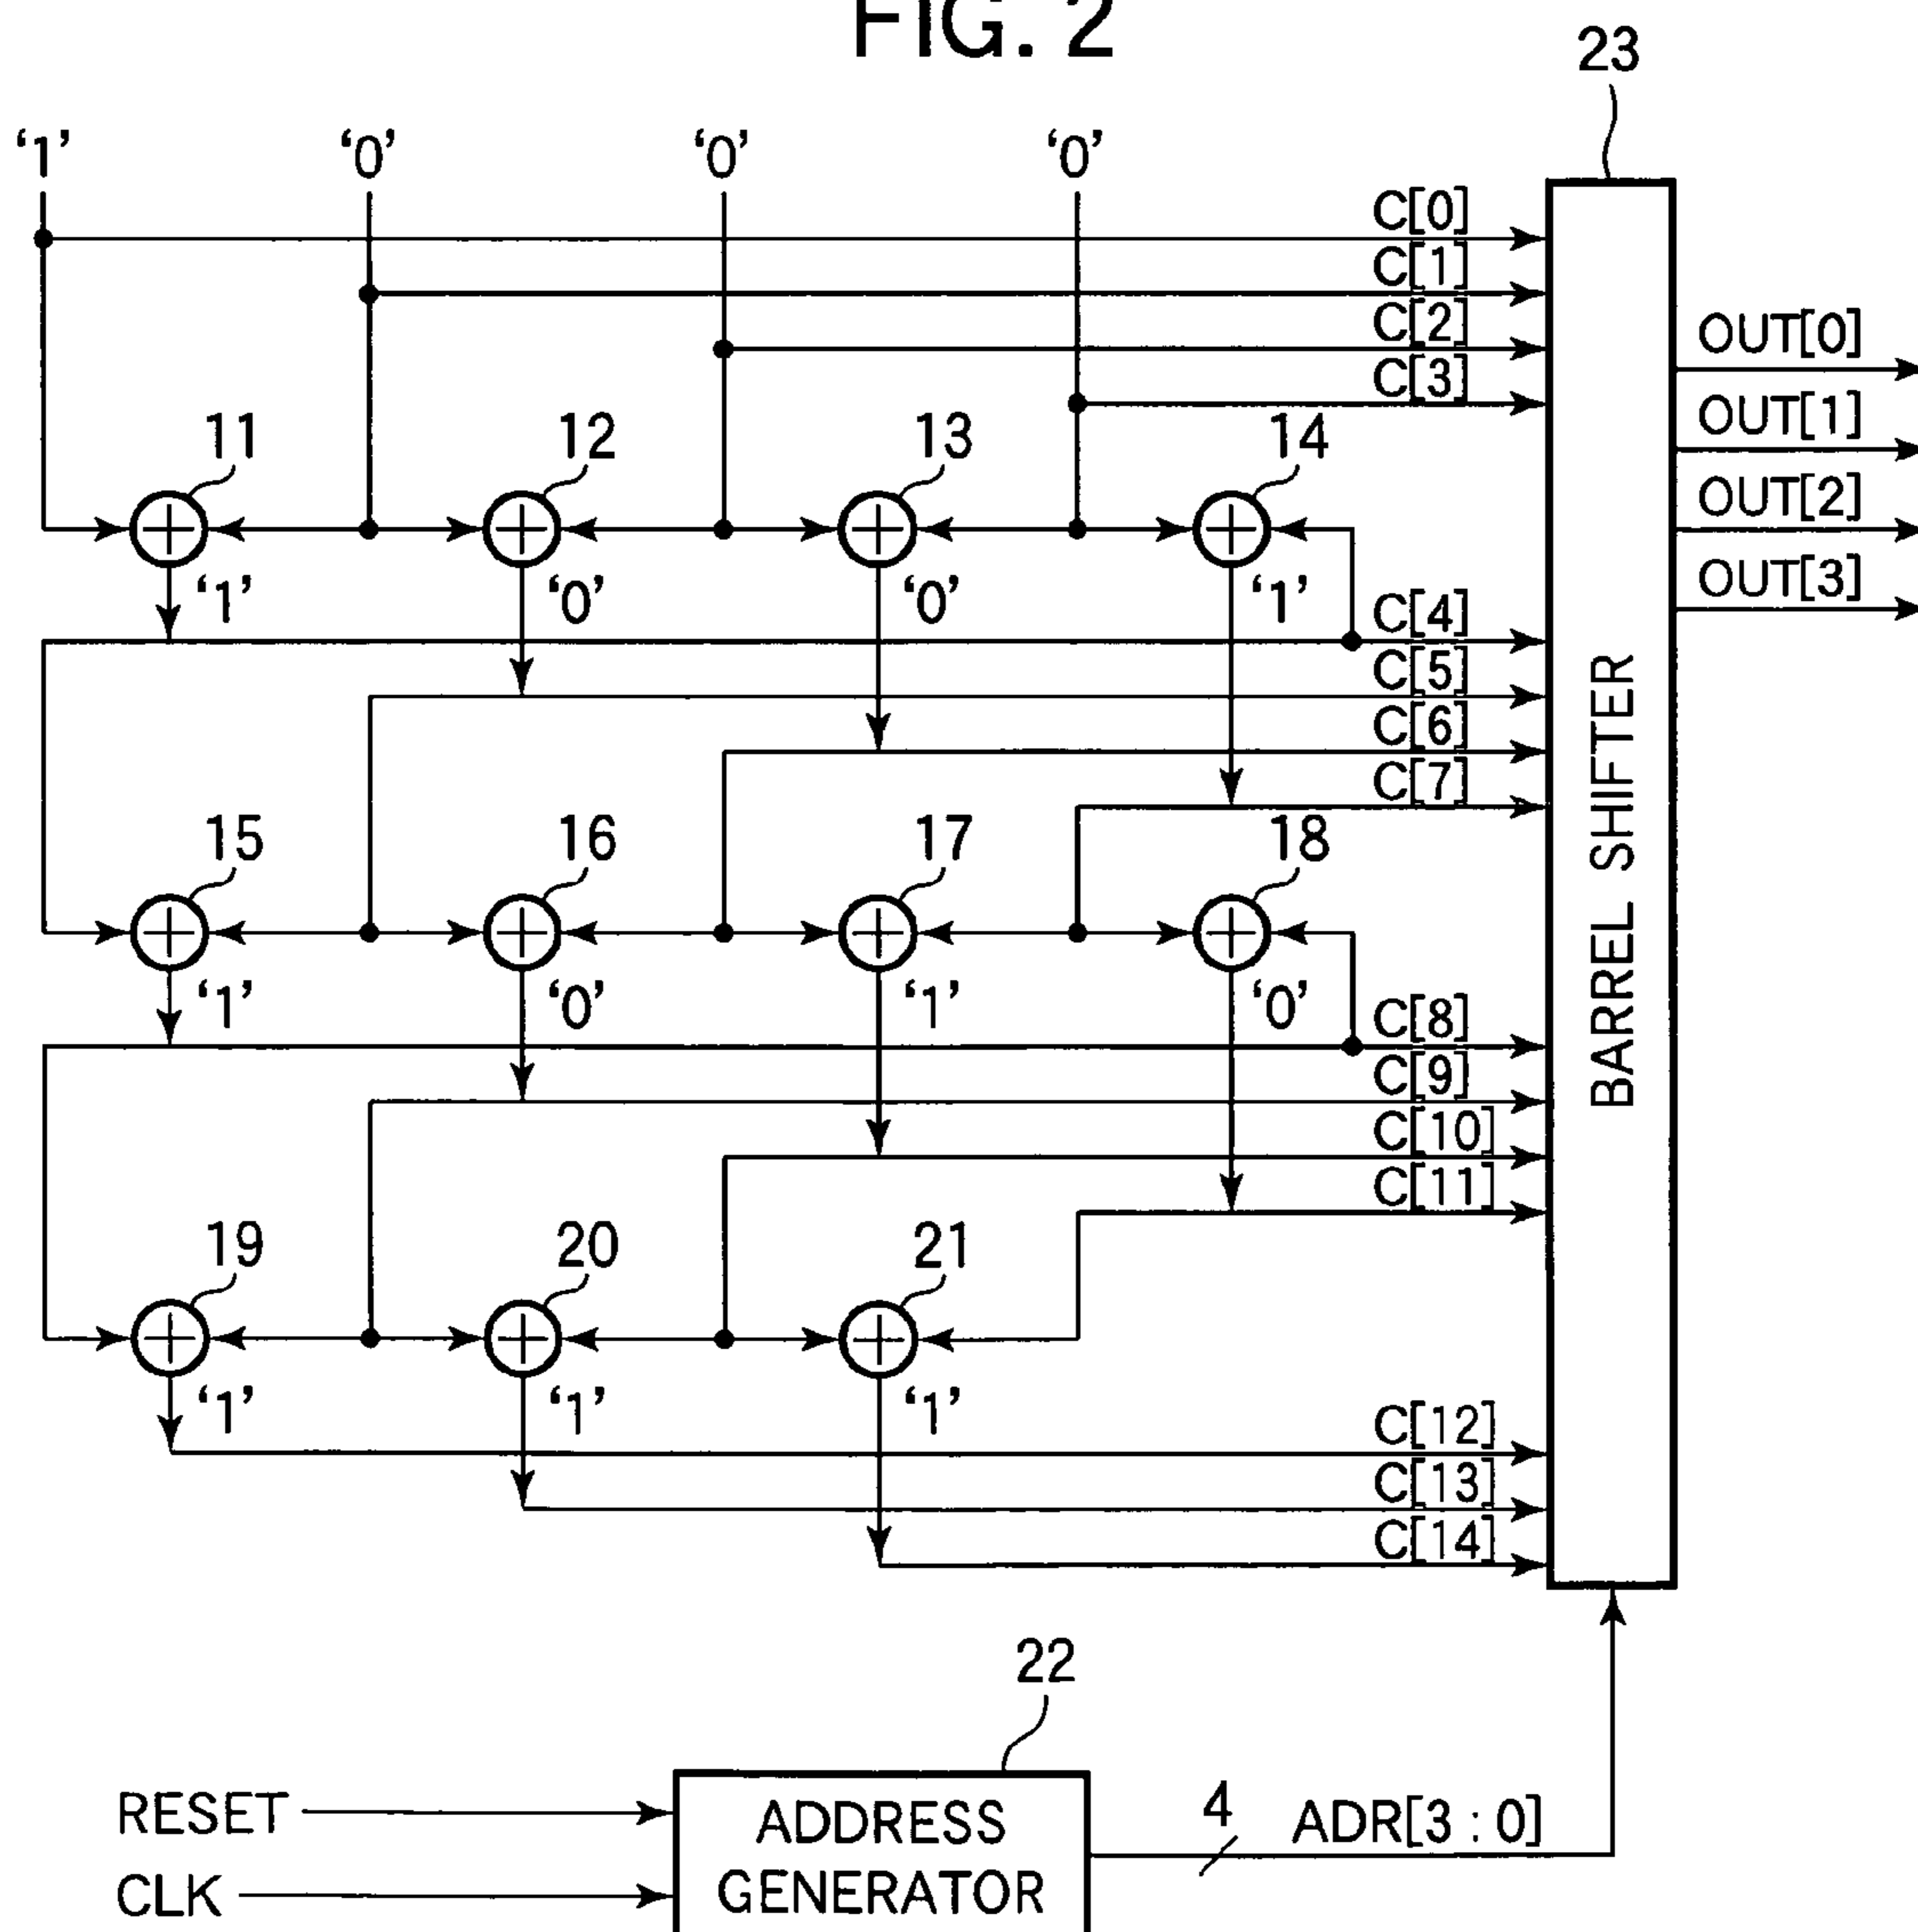 FIG. 2
23
‘1’ ‘0’ ‘0’ ‘0’
C[0]
C[1]
C[2]
C[3]
OUT[0]
OUT[1]
OUT[2]
OUT[3]
11 12 13 14
‘1’ ‘0’ ‘0’ ‘1’
C[4]
C[5]
C[6]
C[7]
BARREL SHIFTER
15 16 17 18
‘1’ ‘0’ ‘1’ ‘0’
C[8]
C[9]
C[10]
C[11]
19 20 21
‘1’ ‘1’ ‘1’
C[12]
C[13]
C[14]
22
RESET
CLK
ADDRESS
GENERATOR
4 ADR[3 : 0]